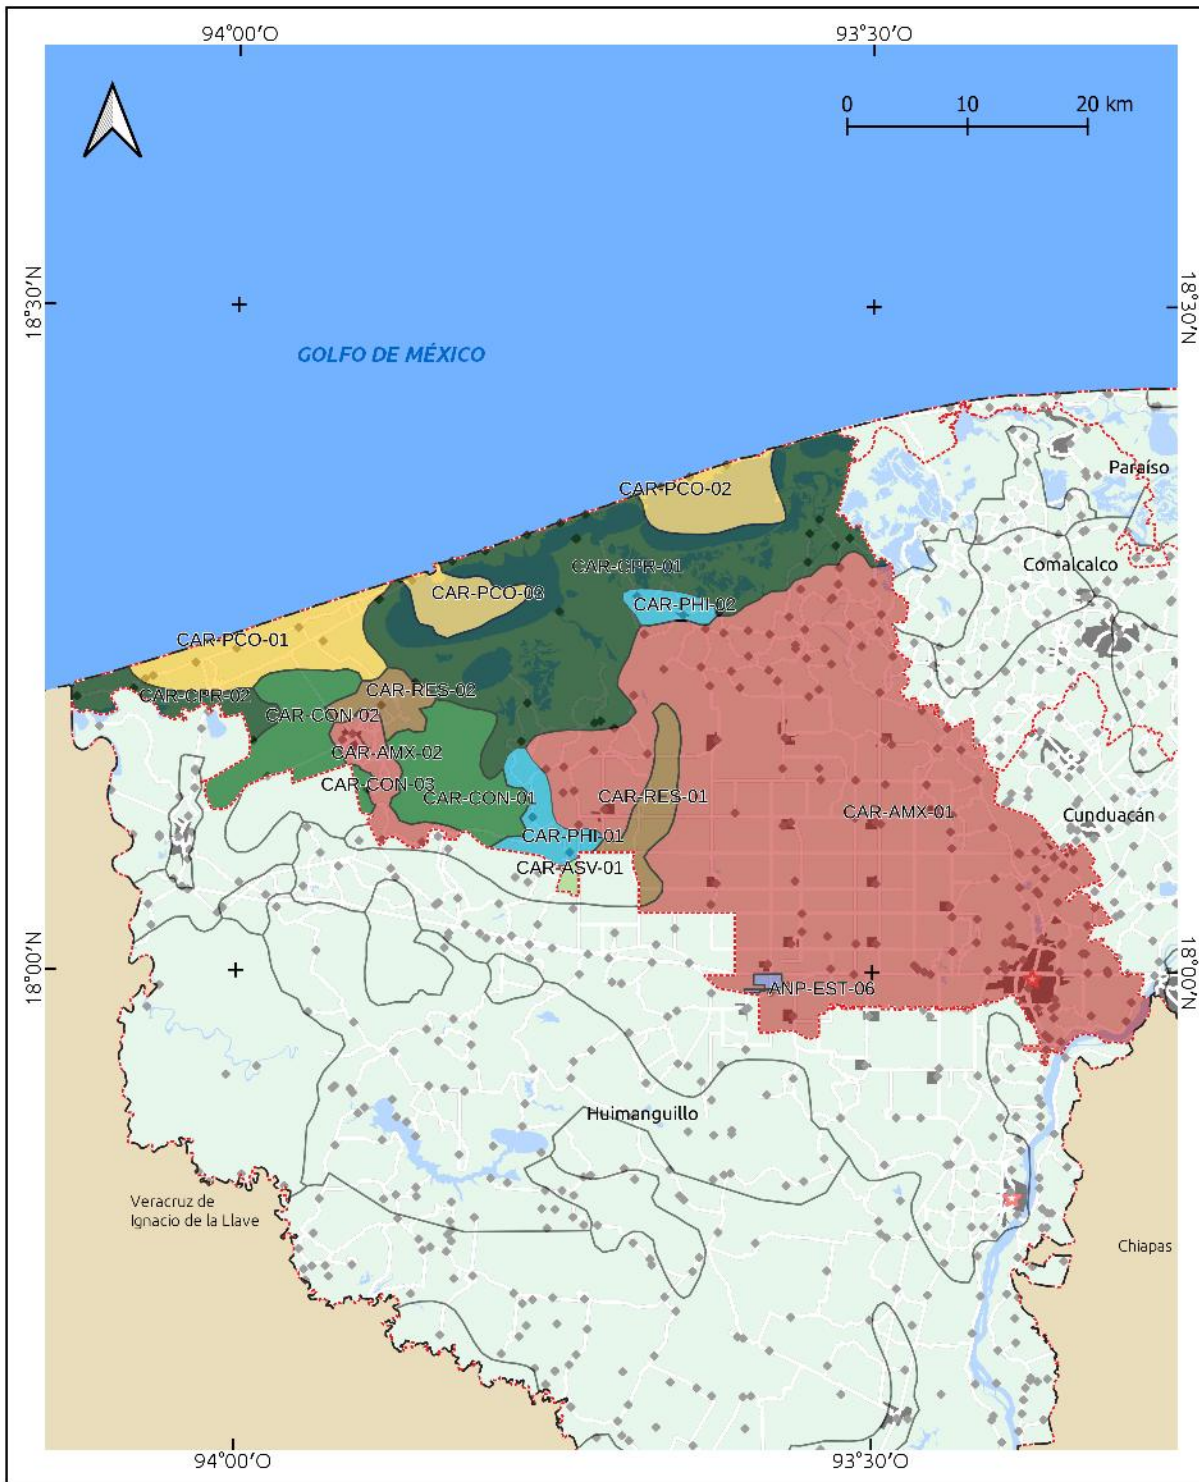 94°00'O
93°30'O
0 10 20 km
18°30'N
18°30'N
GOLFO DE MÉXICO
Paraíso
CAR-PCO-02
Comalcalco
CAR-CPR-01
CAR-PCO-03
CAR-PHI-02
CAR-PCO-01
CAR-CPR-02
CAR-RES-02
CAR-CON-02
CAR-AMX-02
CAR-CON-03
CAR-CON-01
CAR-RES-01
CAR-AMX-01
Cunduacán
CAR-PHI-01
CAR-ASV-01
18°00'N
18°00'N
ANP-EST-06
Huimanguillo
Veracruz de
Ignacio de la Llave
Chiapas
94°00'O
93°30'O